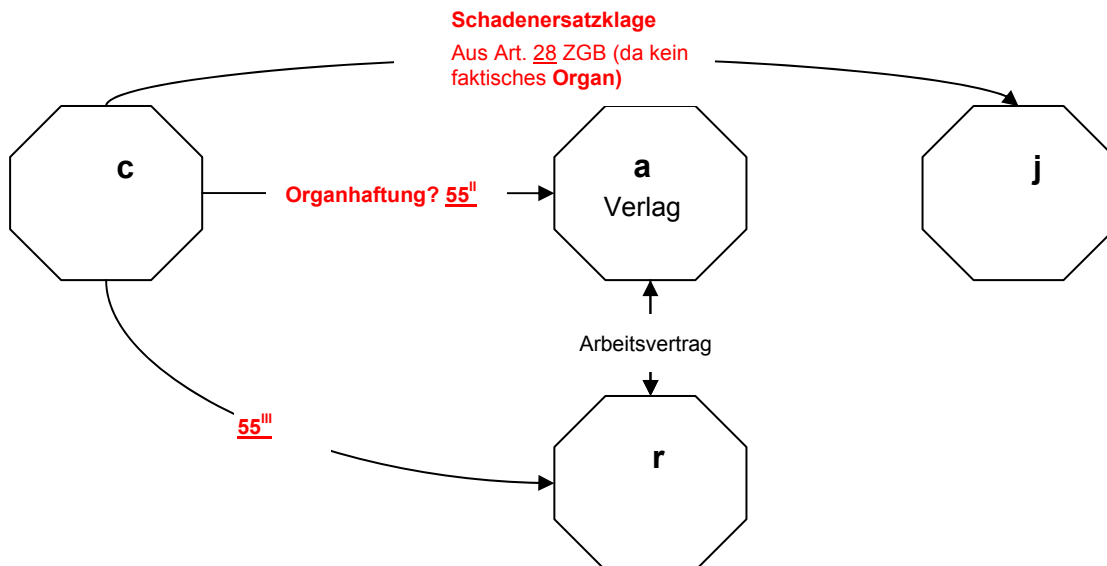 Schadenersatzklage
Aus Art. 28 ZGB (da kein
faktisches Organ)
c
a
Verlag
j
Organhaftung? 55II
Arbeitsvertrag
55III
r